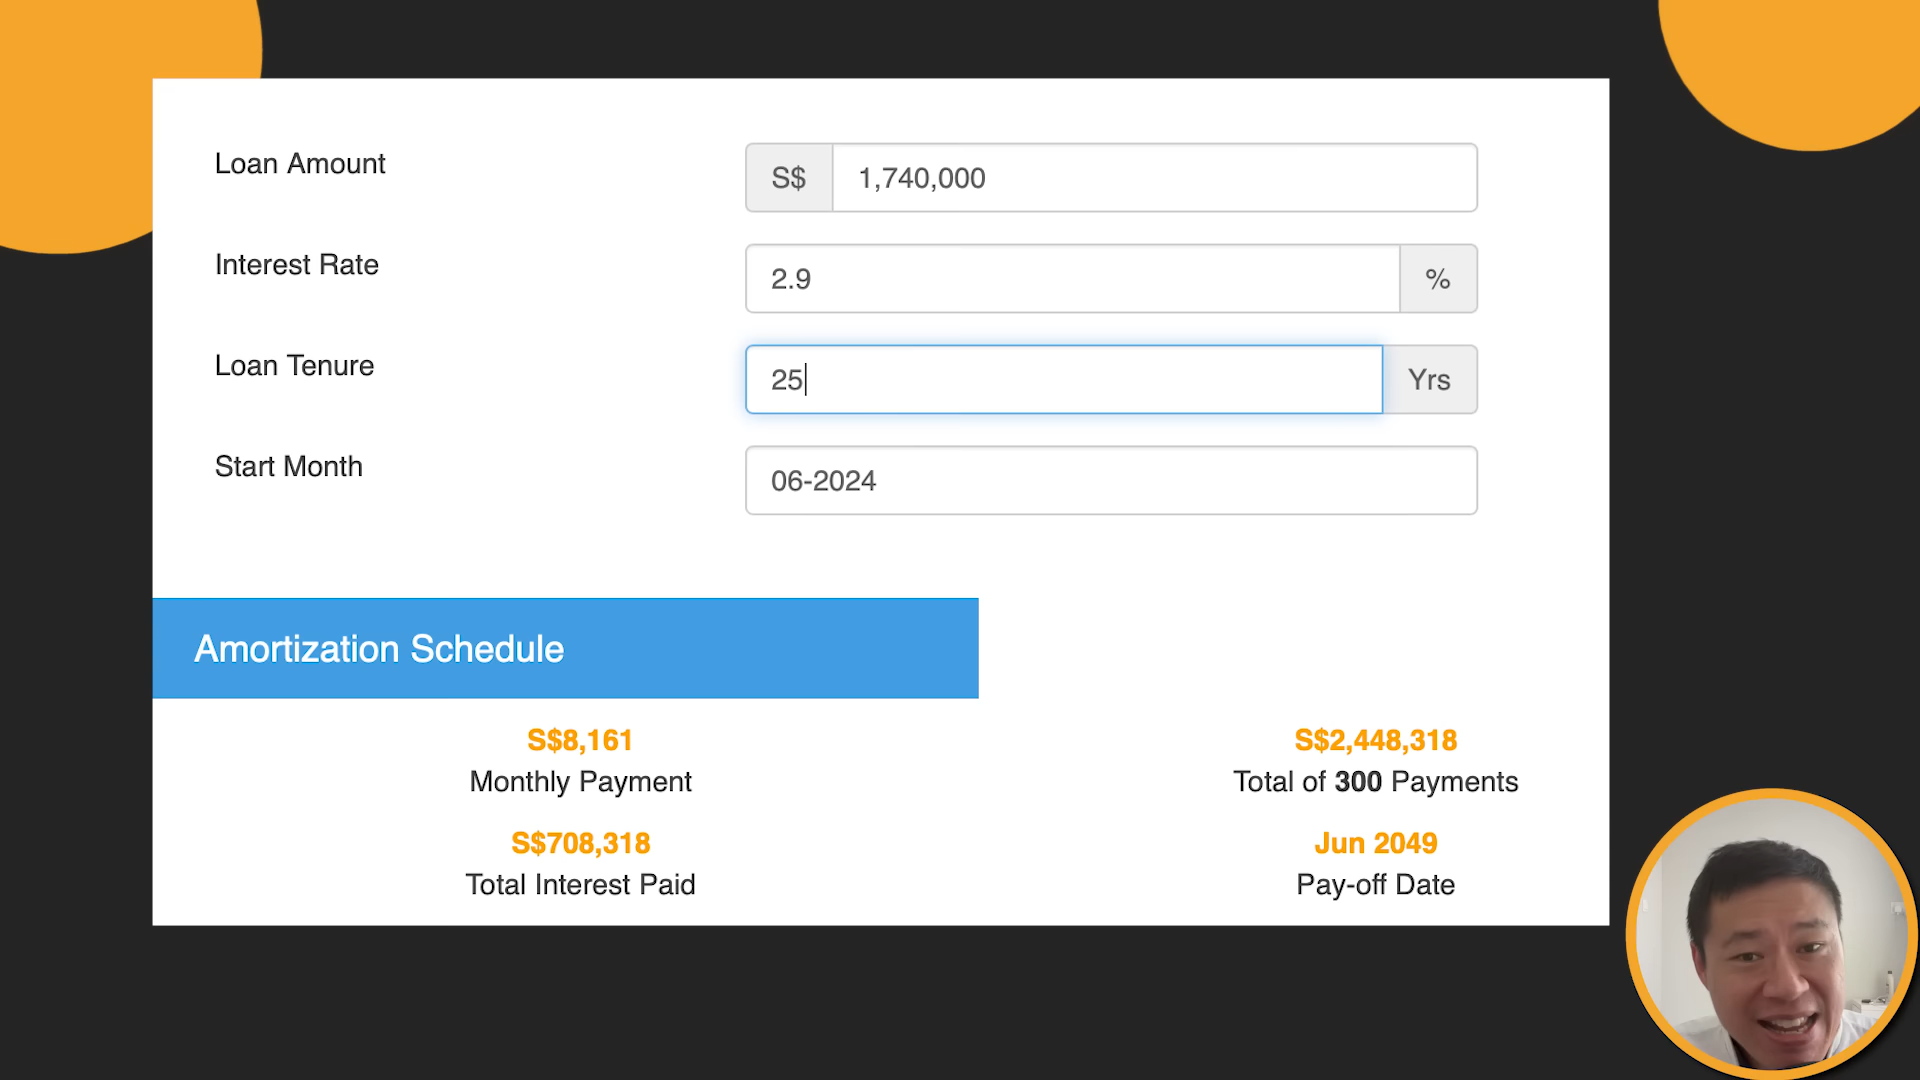 Loan Amount
S$ 1,740,000
Interest Rate
2.9 %
Loan Tenure
25 Yrs
Start Month
06-2024
Amortization Schedule
S$8,161
Monthly Payment
S$2,448,318
Total of 300 Payments
S$708,318
Total Interest Paid
Jun 2049
Pay-off Date